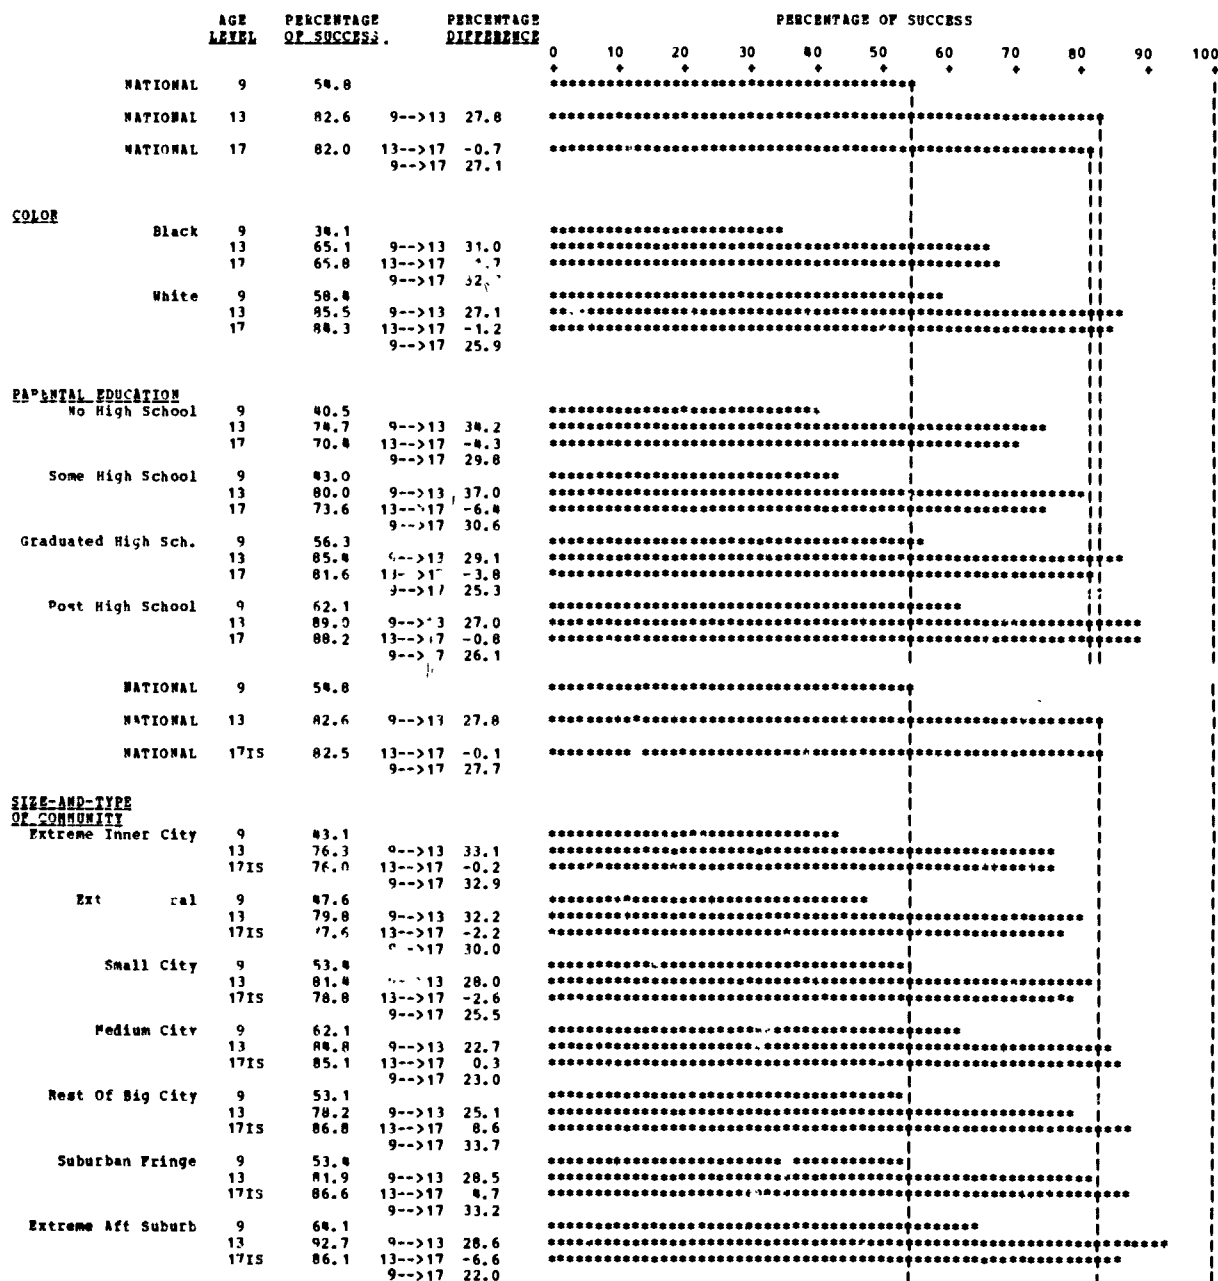 AGE PERCENTAGE PERCENTAGE PERCENTAGE OF SUCCESS
LEVEL OF SUCCESS. DIFFERENCE
0 10 20 30 40 50 60 70 80 90 100
NATIONAL 9 54.8
NATIONAL 13 82.6 9-->13 27.8
NATIONAL 17 82.0 13-->17 -0.7
9-->17 27.1
COLOR
Black 9 34.1
13 65.1 9-->13 31.0
17 65.8 13-->17
9-->17
White 9 58.4
13 85.5 9-->13 27.1
17 84.3 13-->17 -1.2
9-->17 25.9
PARENTAL EDUCATION
No High School 9 40.5
13 74.7 9-->13 34.2
17 70.4 13-->17 -4.3
9-->17 29.8
Some High School 9 43.0
13 80.0 9-->13 37.0
17 73.6 13-->17 -6.4
9-->17 30.6
Graduated High Sch. 9 56.3
13 85.4 29.1
17 81.6 -3.8
25.3
Post High School 9 62.1
13 89.0 27.0
17 88.2 -0.8
26.1
NATIONAL 9 54.8
NATIONAL 13 82.6 9-->13 27.8
NATIONAL 17IS 82.5 13-->17 -0.1
9-->17 27.7
SIZE-AND-TYPE
OF COMMUNITY
Extreme Inner City 9 43.1
13 76.3 9-->13 33.1
17IS 76.0 13-->17 -0.2
9-->17 32.9
Ext 9 47.6
13 79.8 9-->13 32.2
17IS 13-->17 -2.2
30.0
Small City 9 53.4
13 81.4 28.0
17IS 78.8 13-->17 -2.6
9-->17 25.5
Medium City 9 62.1
13 84.8 9-->13 22.7
17IS 85.1 13-->17 0.3
9-->17 23.0
Rest Of Big City 9 53.1
13 78.2 9-->13 25.1
17IS 86.8 13-->17 8.6
9-->17 33.7
Suburban Fringe 9 53.4
13 81.9 9-->13 28.5
17IS 86.6 13-->17 4.7
9-->17 33.2
Extreme Aff Suburb 9 64.1
13 92.7 9-->13 28.6
17IS 86.1 13-->17 -6.6
9-->17 22.0